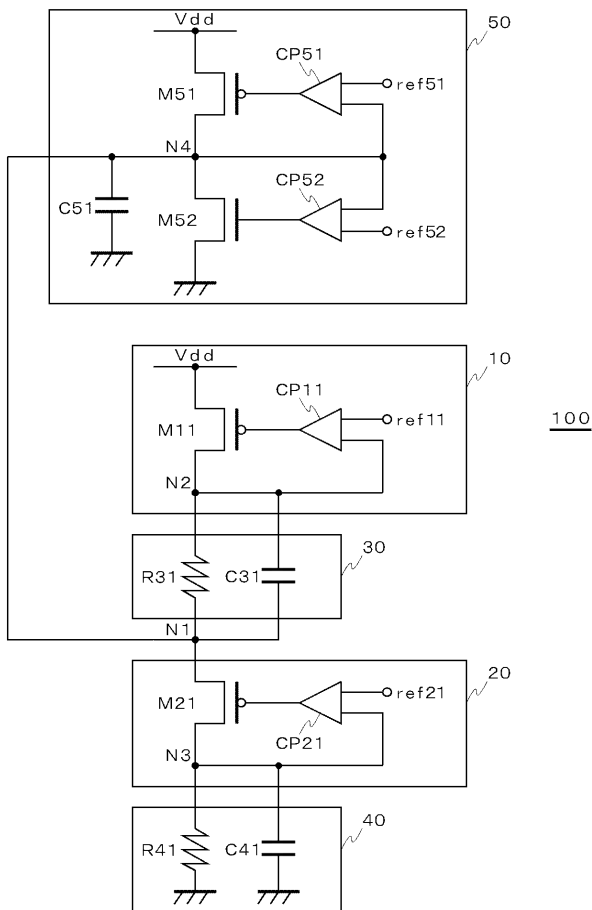 Vdd
50
CP51
M51
ref51
N4
CP52
C51
M52
ref52
Vdd
10
CP11
M11
ref11
100
N2
30
R31
C31
N1
20
M21
ref21
CP21
N3
40
R41
C41